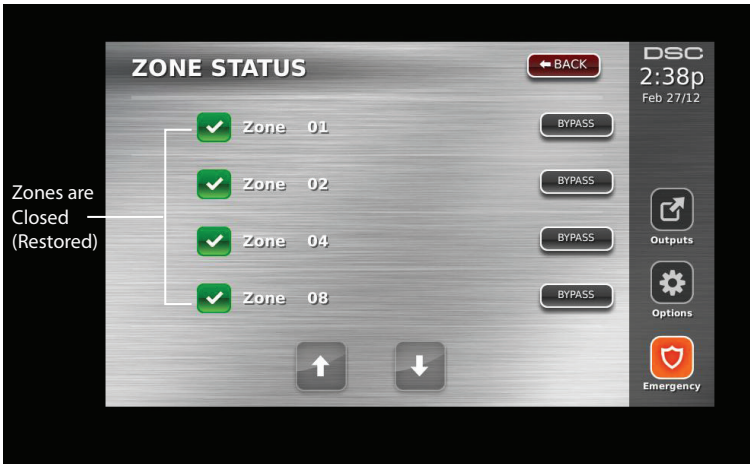 ZONE STATUS
BACK
DSC
2:38p
Feb 27/12
Zone 01
BYPASS
Zone 02
BYPASS
Zones are
Closed
(Restored)
Zone 04
BYPASS
Outputs
Zone 08
BYPASS
Options
Emergency